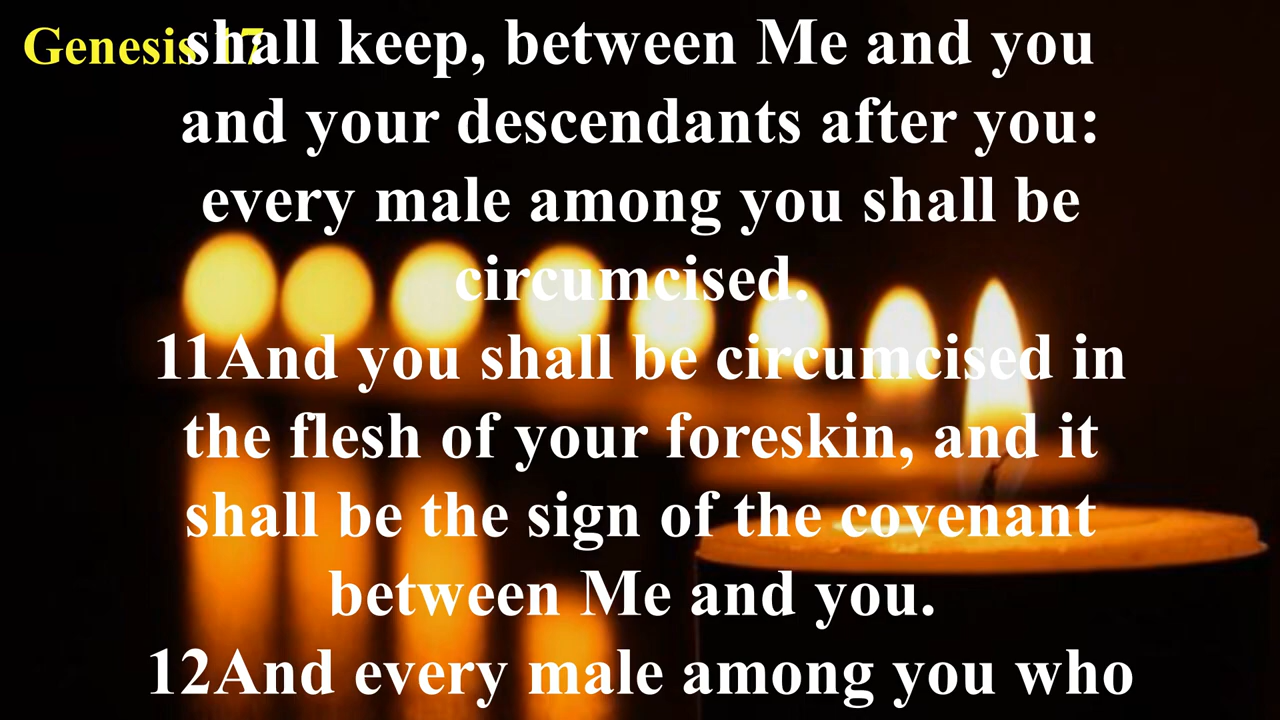 Genesis 17
shall keep, between Me and you
and your descendants after you:
every male among you shall be
circumcised.
11And you shall be circumcised in
the flesh of your foreskin, and it
shall be the sign of the covenant
between Me and you.
12And every male among you who